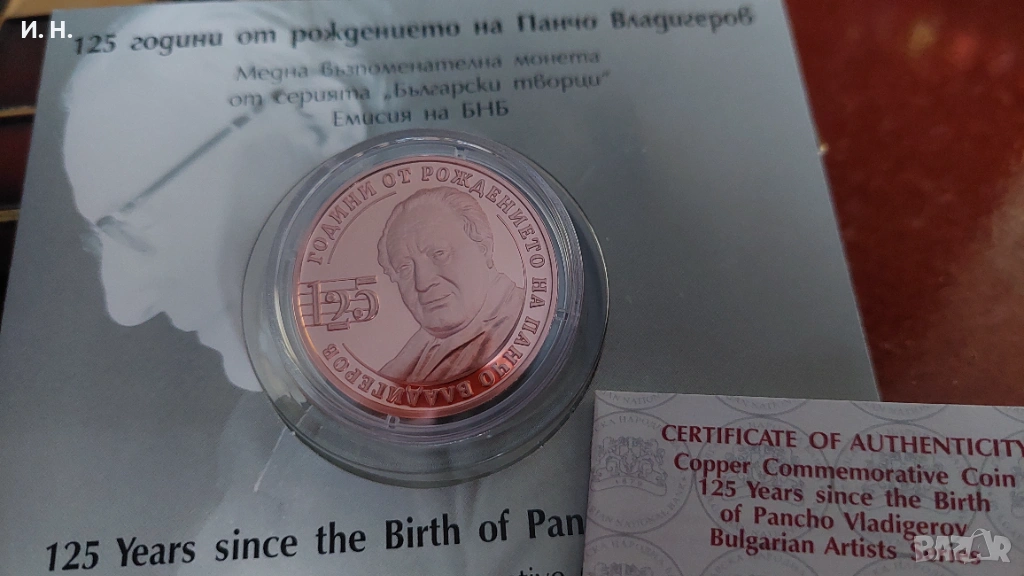 И. Н.
125 години от рождението на Панчо Владигеров
Медна възпоменателна монета
от серията „Български творци"
Емисия на БНБ
ГОДИНИ ОТ РОЖДЕНИЕТО НА ПАНЧО ВЛАДИГЕРОВ
125
125 Years since the Birth of Pan
CERTIFICATE OF AUTHENTICITY
Copper Commemorative Coin
125 Years since the Birth
of Pancho Vladigerov
Bulgarian Artists Series
BAZAR